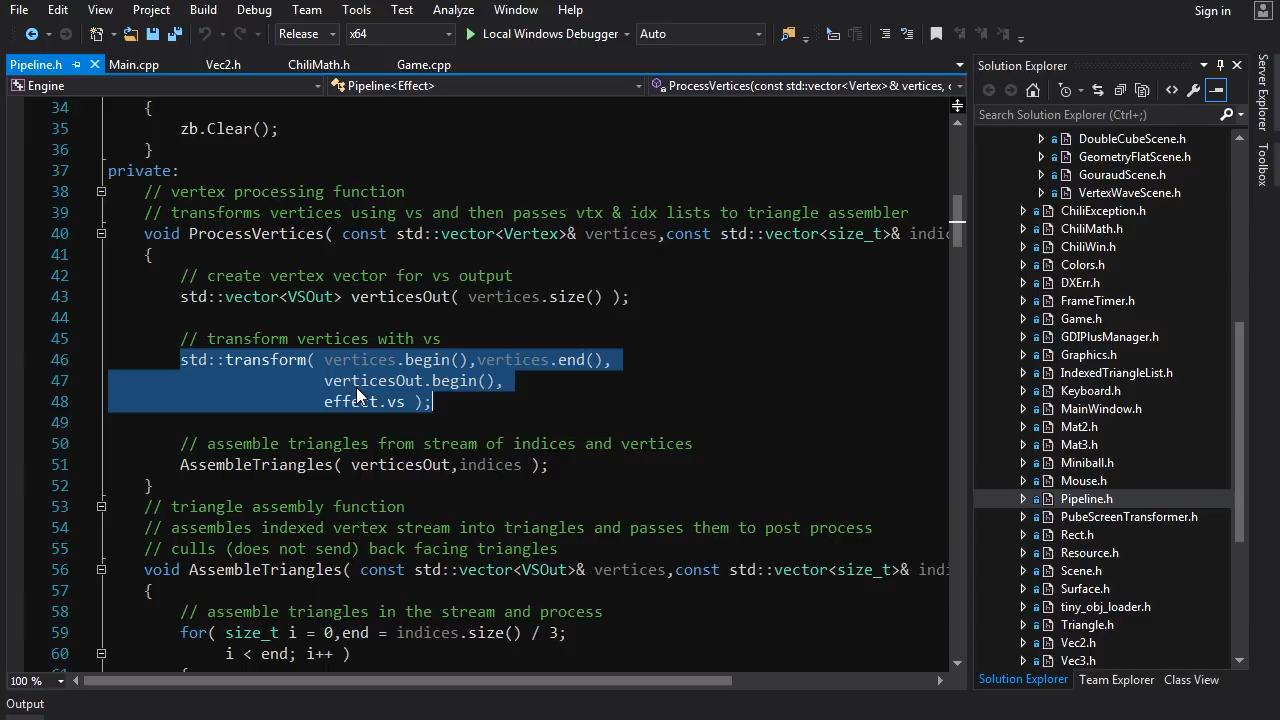 File Edit View Project Build Debug Team Tools Test Analyze Window Help Sign in
Release x64 Local Windows Debugger Auto
Pipeline.h Main.cpp Vec2.h ChiliMath.h Game.cpp
Engine Pipeline<Effect> ProcessVertices(const std::vector<Vertex>& vertices, c
34 {
35 zb.Clear();
36 }
37 private:
38 // vertex processing function
39 // transforms vertices using vs and then passes vtx & idx lists to triangle assembler
40 void ProcessVertices( const std::vector<Vertex>& vertices,const std::vector<size_t>& indic
41 {
42 // create vertex vector for vs output
43 std::vector<VSOut> verticesOut( vertices.size() );
44
45 // transform vertices with vs
46 std::transform( vertices.begin(),vertices.end(),
47 verticesOut.begin(),
48 effect.vs );
49
50 // assemble triangles from stream of indices and vertices
51 AssembleTriangles( verticesOut,indices );
52 }
53 // triangle assembly function
54 // assembles indexed vertex stream into triangles and passes them to post process
55 // culls (does not send) back facing triangles
56 void AssembleTriangles( const std::vector<VSOut>& vertices,const std::vector<size_t>& indi
57 {
58 // assemble triangles in the stream and process
59 for( size_t i = 0,end = indices.size() / 3;
60 i < end; i++ )
100 %
Output
Solution Explorer
Search Solution Explorer (Ctrl+;)
DoubleCubeScene.h
GeometryFlatScene.h
GouraudScene.h
VertexWaveScene.h
ChiliException.h
ChiliMath.h
ChiliWin.h
Colors.h
DXErr.h
FrameTimer.h
Game.h
GDIPlusManager.h
Graphics.h
IndexedTriangleList.h
Keyboard.h
MainWindow.h
Mat2.h
Mat3.h
Miniball.h
Mouse.h
Pipeline.h
PubeScreenTransformer.h
Rect.h
Resource.h
Scene.h
Surface.h
tiny_obj_loader.h
Triangle.h
Vec2.h
Vec3.h
Solution Explorer Team Explorer Class View
Server Explorer
Toolbox